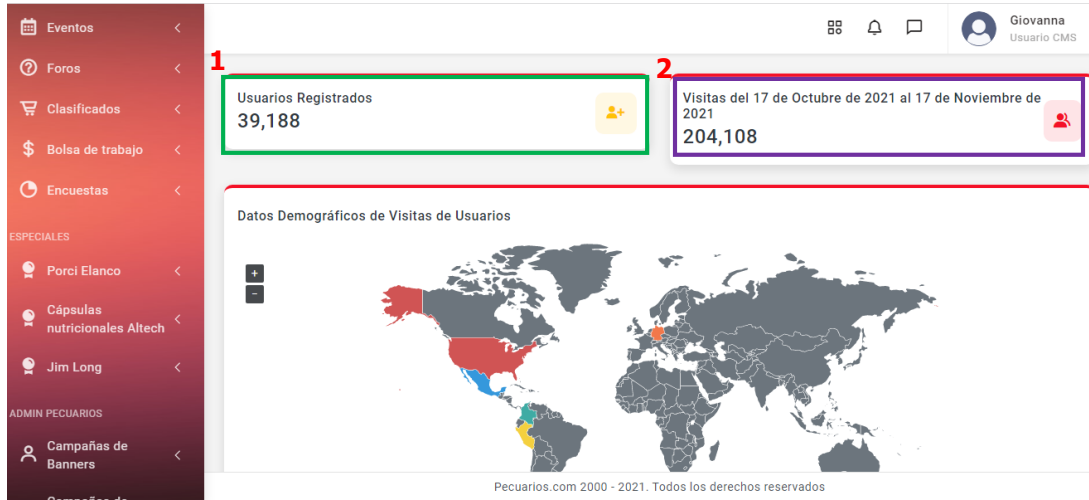 Eventos
Foros
Clasificados
Bolsa de trabajo
Encuestas
ESPECIALES
Porci Elanco
Cápsulas
nutricionales Altech
Jim Long
ADMIN PECUARIOS
Campañas de
Banners
Campañas de
Giovanna
Usuario CMS
1
Usuarios Registrados
39,188
2
Visitas del 17 de Octubre de 2021 al 17 de Noviembre de
2021
204,108
Datos Demográficos de Visitas de Usuarios
+
-
Pecuarios.com 2000 - 2021. Todos los derechos reservados